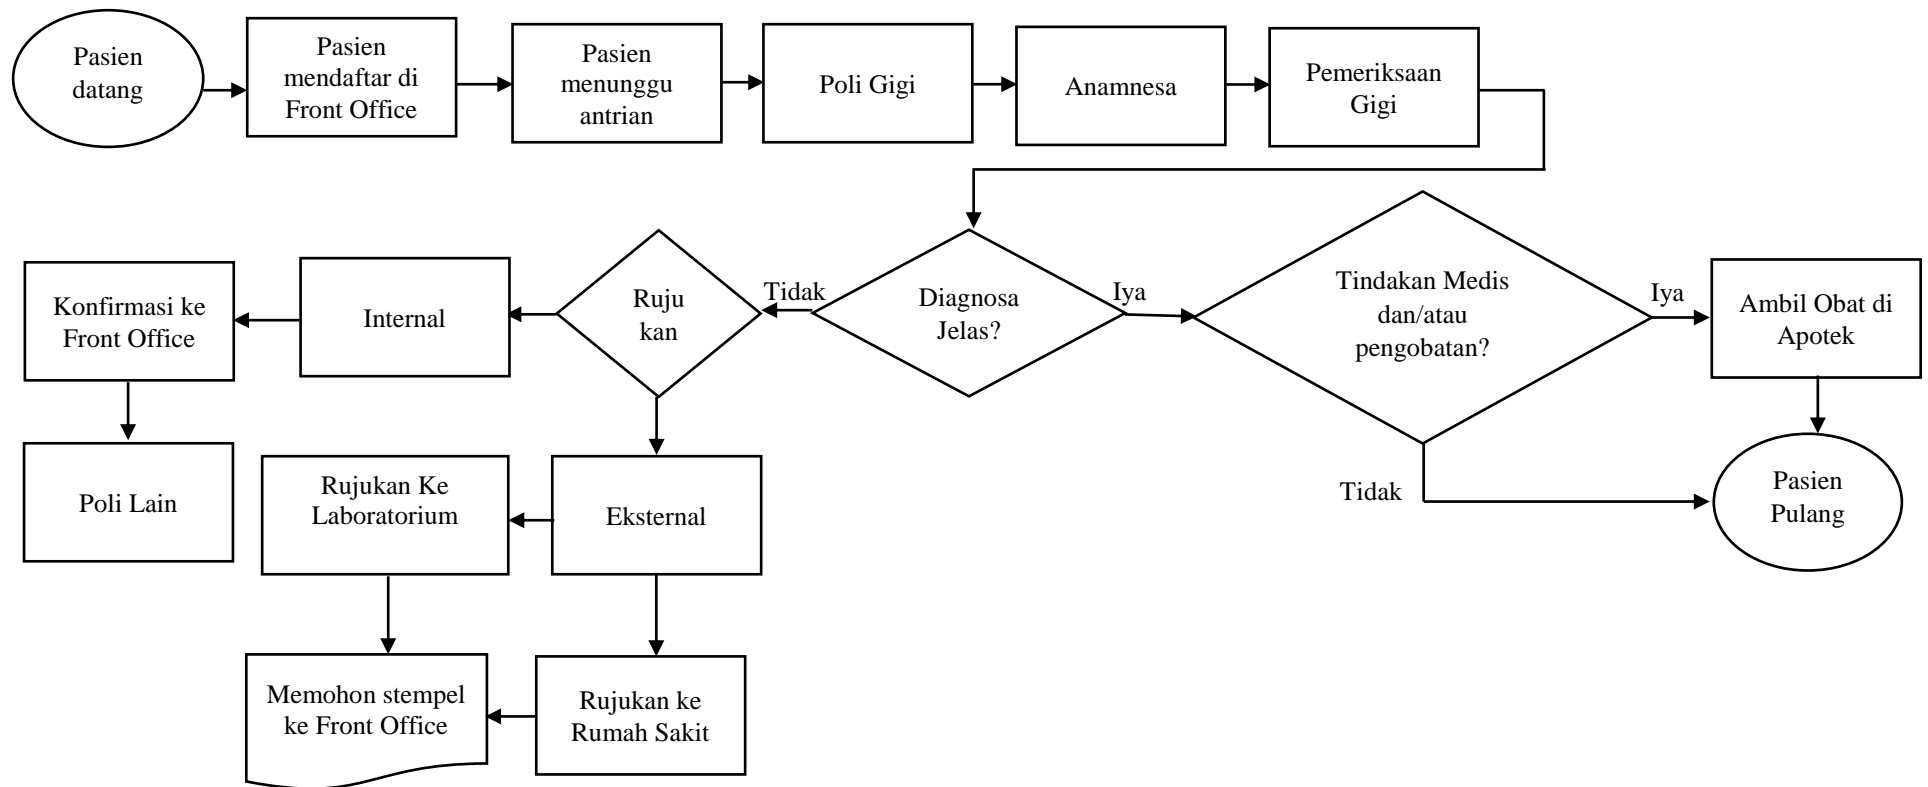 Pasien
datang
Pasien
mendaftar di
Front Office
Pasien
menunggu
antrian
Poli Gigi
Anamnesa
Pemeriksaan
Gigi
Konfirmasi ke
Front Office
Internal
Ruju
kan
Tidak
Diagnosa
Jelas?
Iya
Tindakan Medis
dan/atau
pengobatan?
Iya
Ambil Obat di
Apotek
Poli Lain
Rujukan Ke
Laboratorium
Eksternal
Tidak
Pasien
Pulang
Memohon stempel
ke Front Office
Rujukan ke
Rumah Sakit